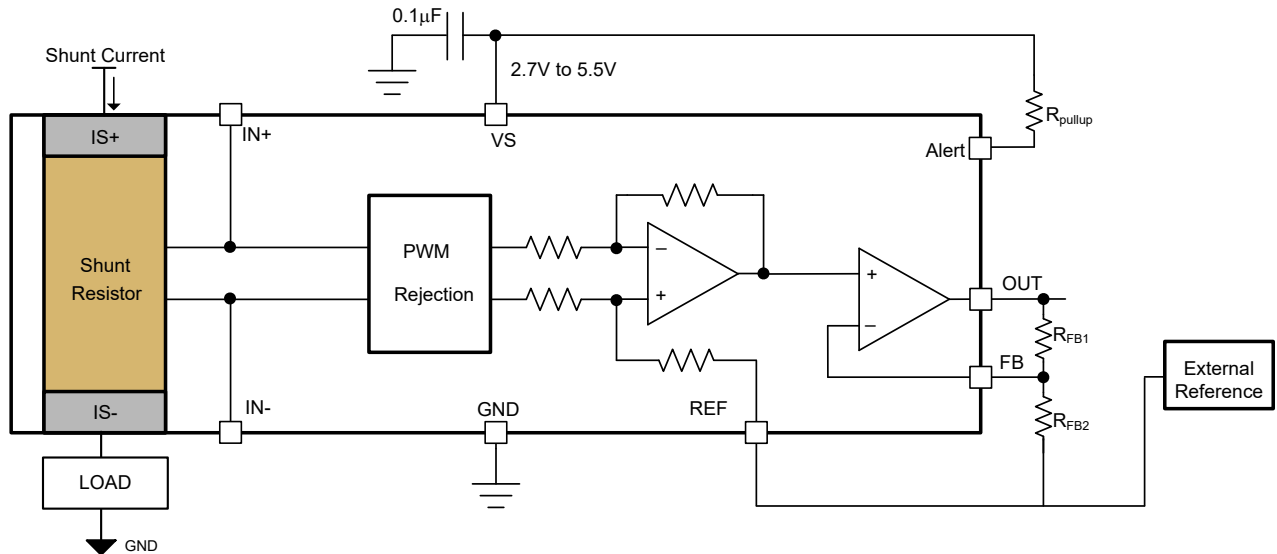 0.1µF
Shunt Current
2.7V to 5.5V
IS+
IN+
VS
Rpullup
Alert
Shunt
Resistor
PWM
Rejection
−
+
+
−
OUT
RFB1
FB
External
Reference
IS-
IN-
GND
REF
RFB2
LOAD
GND